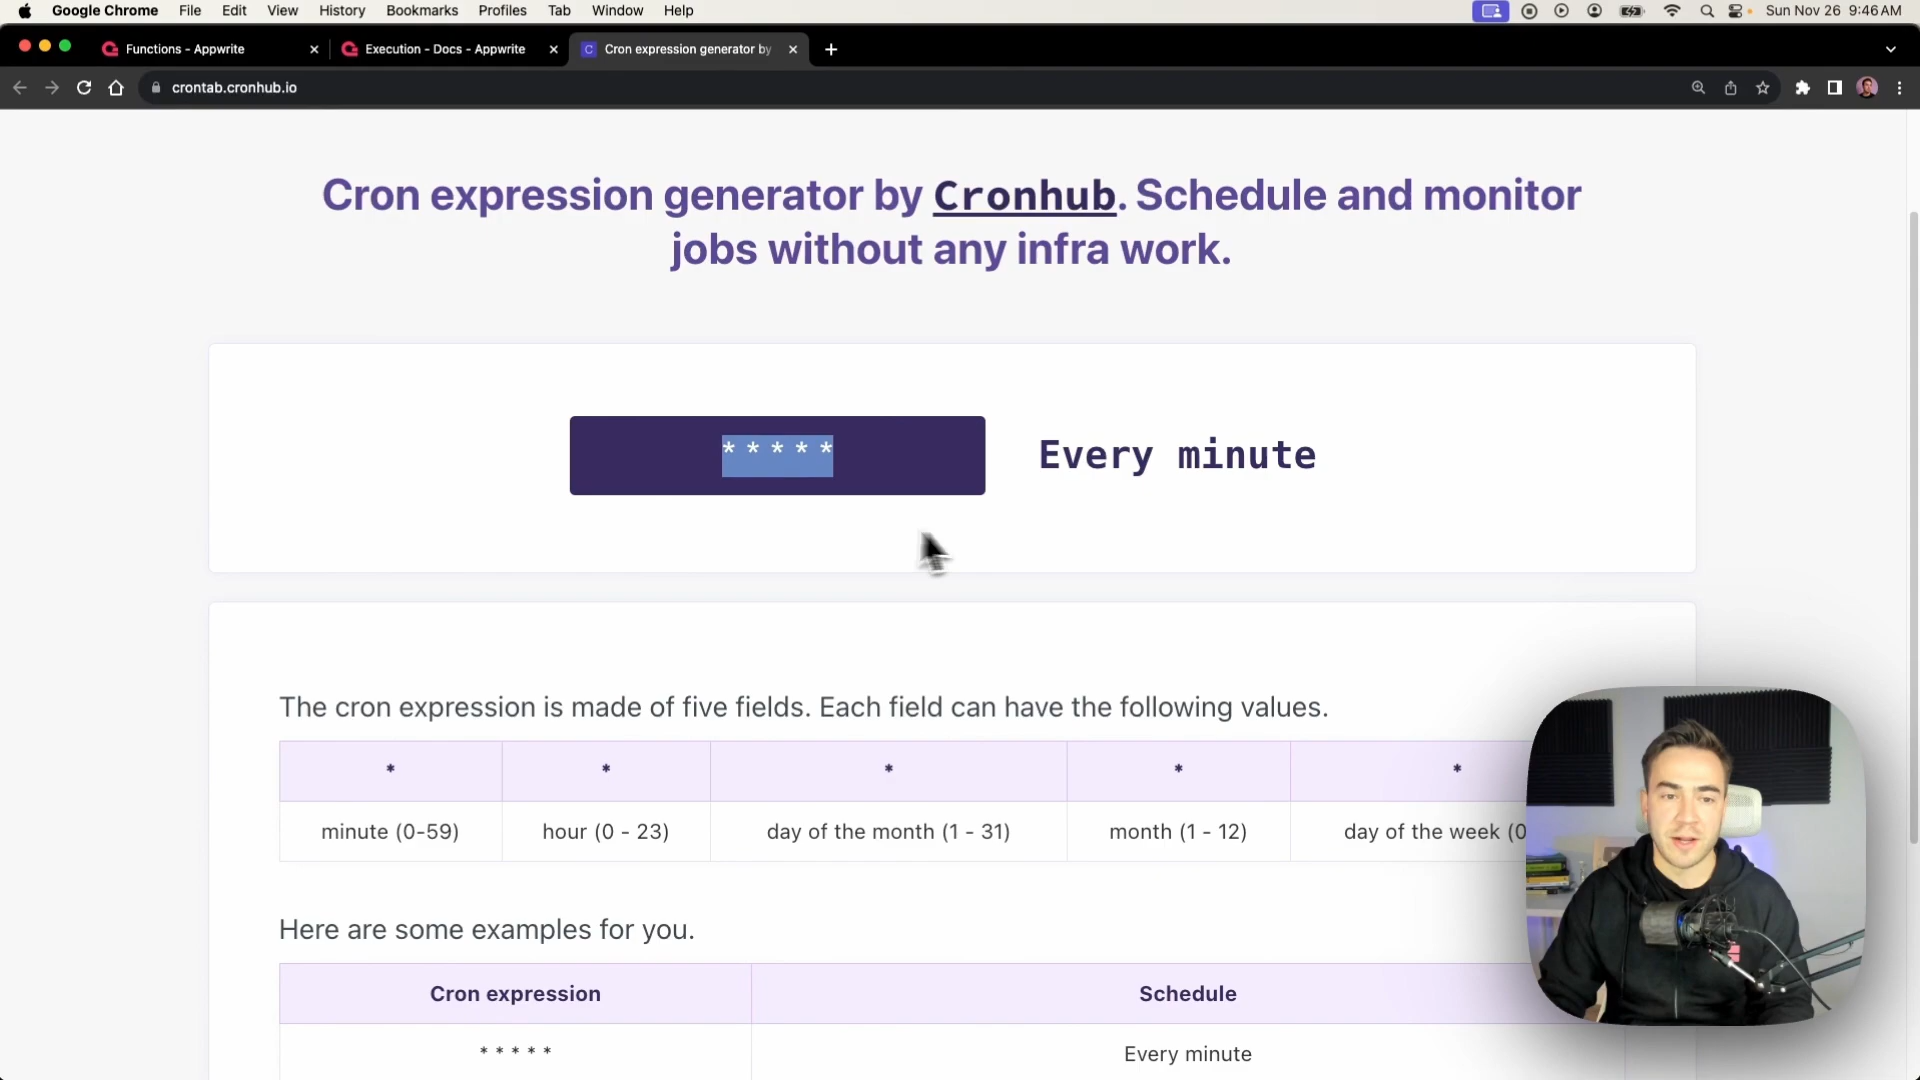 Google Chrome File Edit View History Bookmarks Profiles Tab Window Help Sun Nov 26 9:46 AM
Functions - Appwrite Execution - Docs - Appwrite C Cron expression generator by
crontab.cronhub.io
Cron expression generator by Cronhub. Schedule and monitor
jobs without any infra work.
* * * * * Every minute
The cron expression is made of five fields. Each field can have the following values.
* * * * *
minute (0-59) hour (0 - 23) day of the month (1 - 31) month (1 - 12) day of the week (0
Here are some examples for you.
Cron expression Schedule
* * * * * Every minute